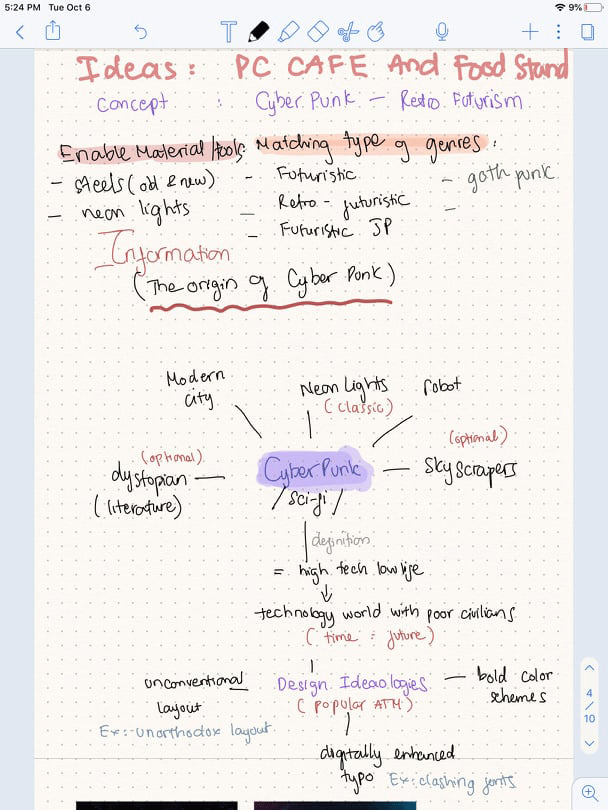 5:24 PM Tue Oct 6
9%
T
Ideas: PC CAFE And Food Stand
Concept : Cyber Punk - Retro Futurism
Enable Material/tools: Matching type of genres:
- Steels (old & new) - Futuristic - goth punk
- neon lights - Retro - futuristic -
- Futuristic JP
Information
(The origin of Cyber Punk)
Modern
city
Neon Lights
(classic)
robot
(optional)
dystopian
(literature)
Cyber Punk
/Sci-fi/
(optional)
Sky Scrapers
definition
= high tech low life
technology world with poor civilians
(time : future)
unconventional
layout
Ex: unorthodox layout
Design Ideaologies
(popular ATM)
bold color
schemes
digitally enhanced
typo Ex: clashing fonts
4
/
10